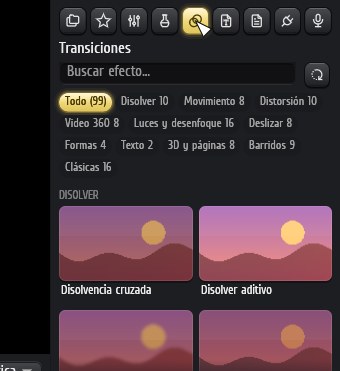 Transiciones
Buscar efecto...
Todo (99) Disolver 10 Movimiento 8 Distorsión 10
Video 360 8 Luces y desenfoque 16 Deslizar 8
Formas 4 Texto 2 3D y páginas 8 Barridos 9
Clásicas 16
DISOLVER
Disolvencia cruzada Disolver aditivo